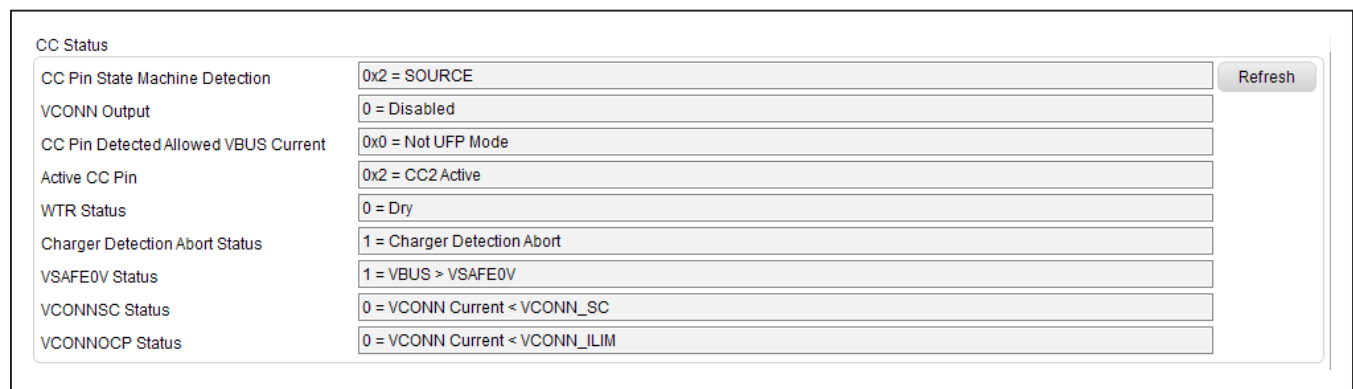 CC Status
CC Pin State Machine Detection 0x2 = SOURCE Refresh
VCONN Output 0 = Disabled
CC Pin Detected Allowed VBUS Current 0x0 = Not UFP Mode
Active CC Pin 0x2 = CC2 Active
WTR Status 0 = Dry
Charger Detection Abort Status 1 = Charger Detection Abort
VSAFE0V Status 1 = VBUS > VSAFE0V
VCONNSC Status 0 = VCONN Current < VCONN_SC
VCONNOCP Status 0 = VCONN Current < VCONN_ILIM